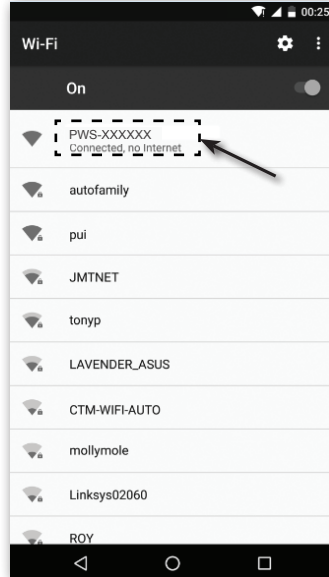 00:25
Wi-Fi
On
PWS-XXXXXX
Connected, no Internet
autofamily
pui
JMTNET
tonyp
LAVENDER_ASUS
CTM-WIFI-AUTO
mollymole
Linksys02060
ROY